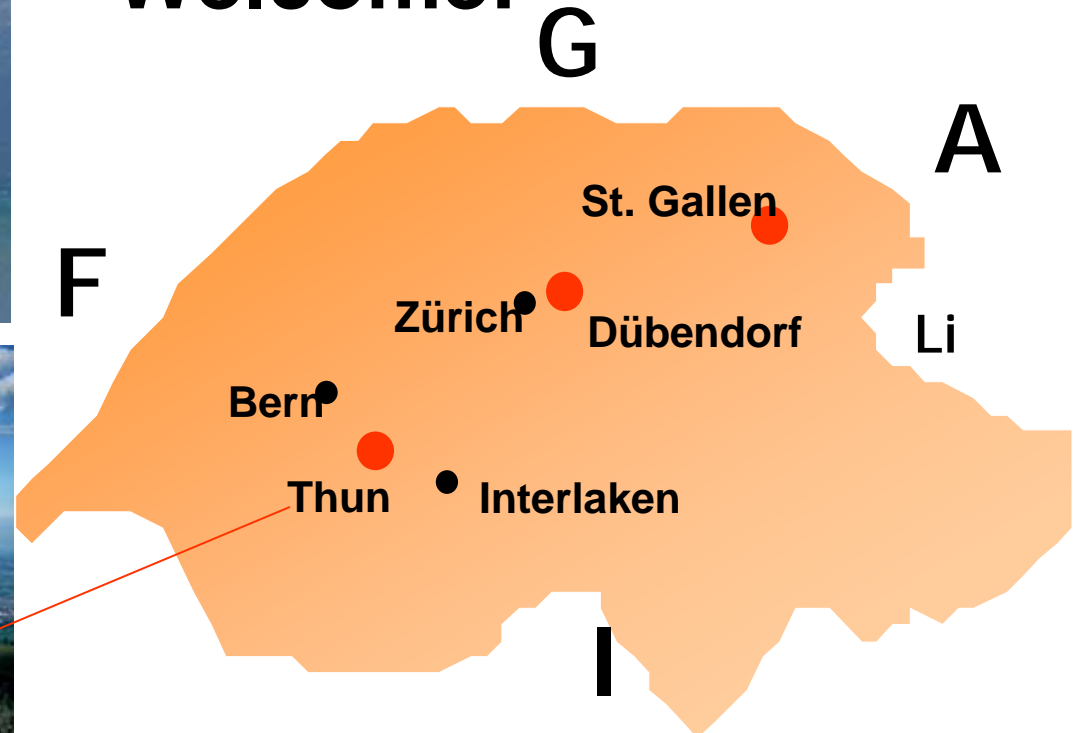 G
A
St. Gallen
F
Zürich
Dübendorf
Li
Bern
Thun
Interlaken
I